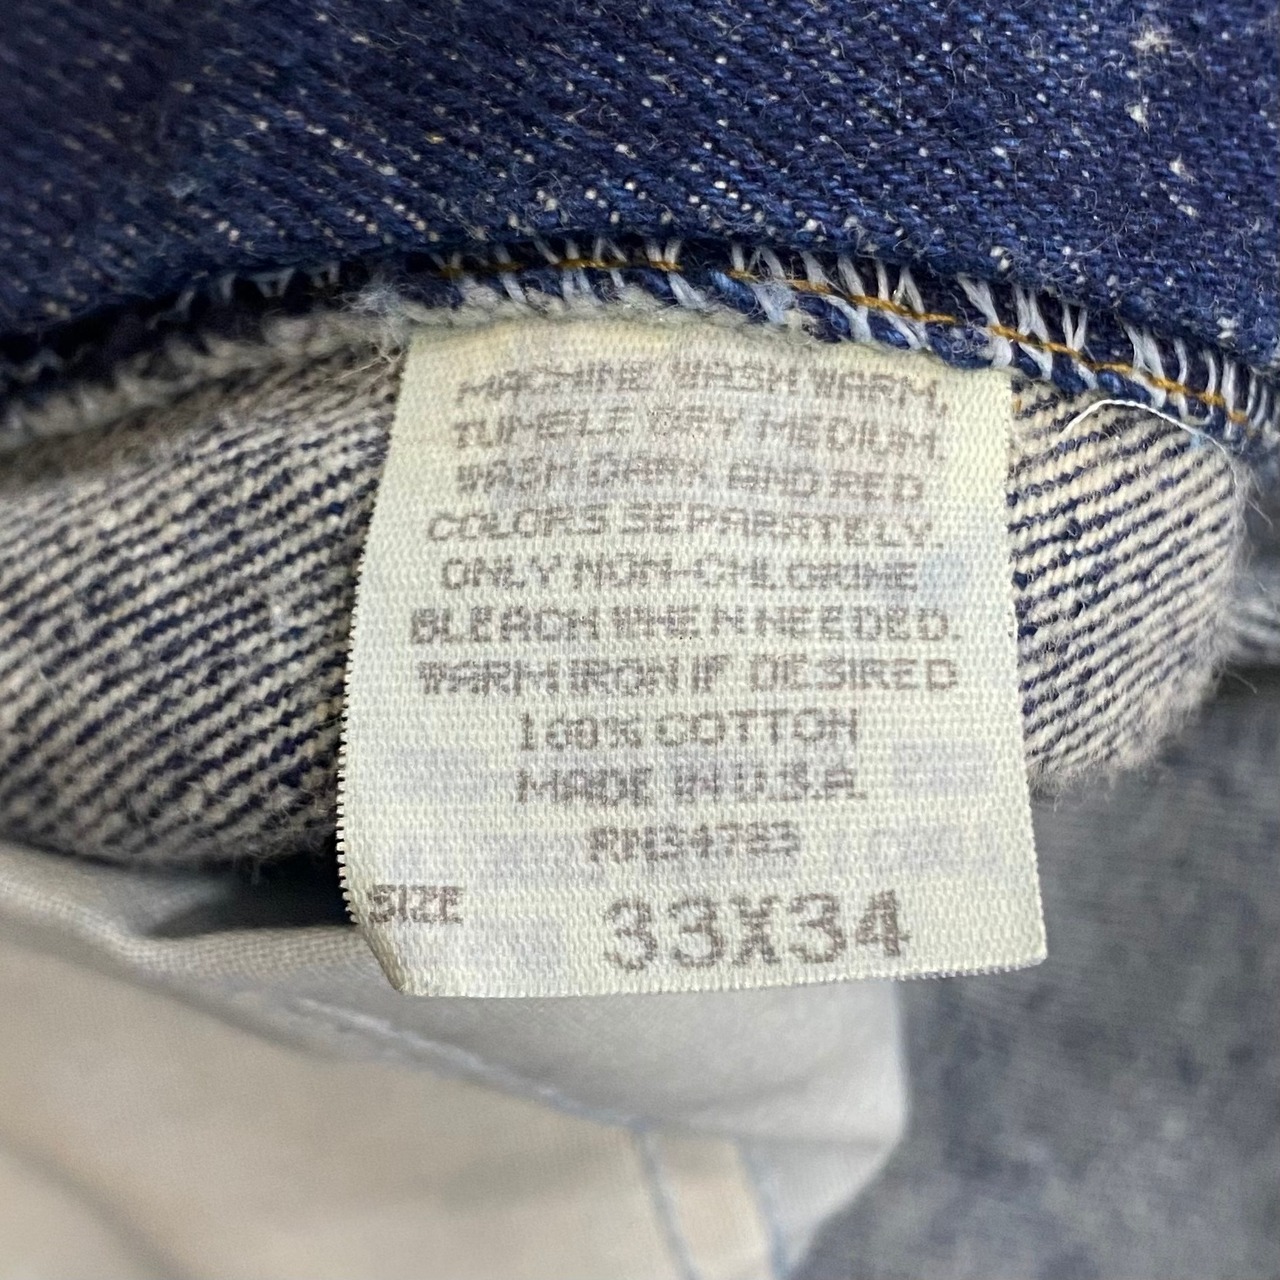 MACHINE WASH WARM,
TUMBLE DRY MEDIUM.
WASH DARK AND RED
COLORS SEPARATELY.
ONLY NON-CHLORINE
BLEACH WHEN NEEDED.
WARM IRON IF DESIRED
100% COTTON
MADE IN U.S.A.
SIZE 33X34